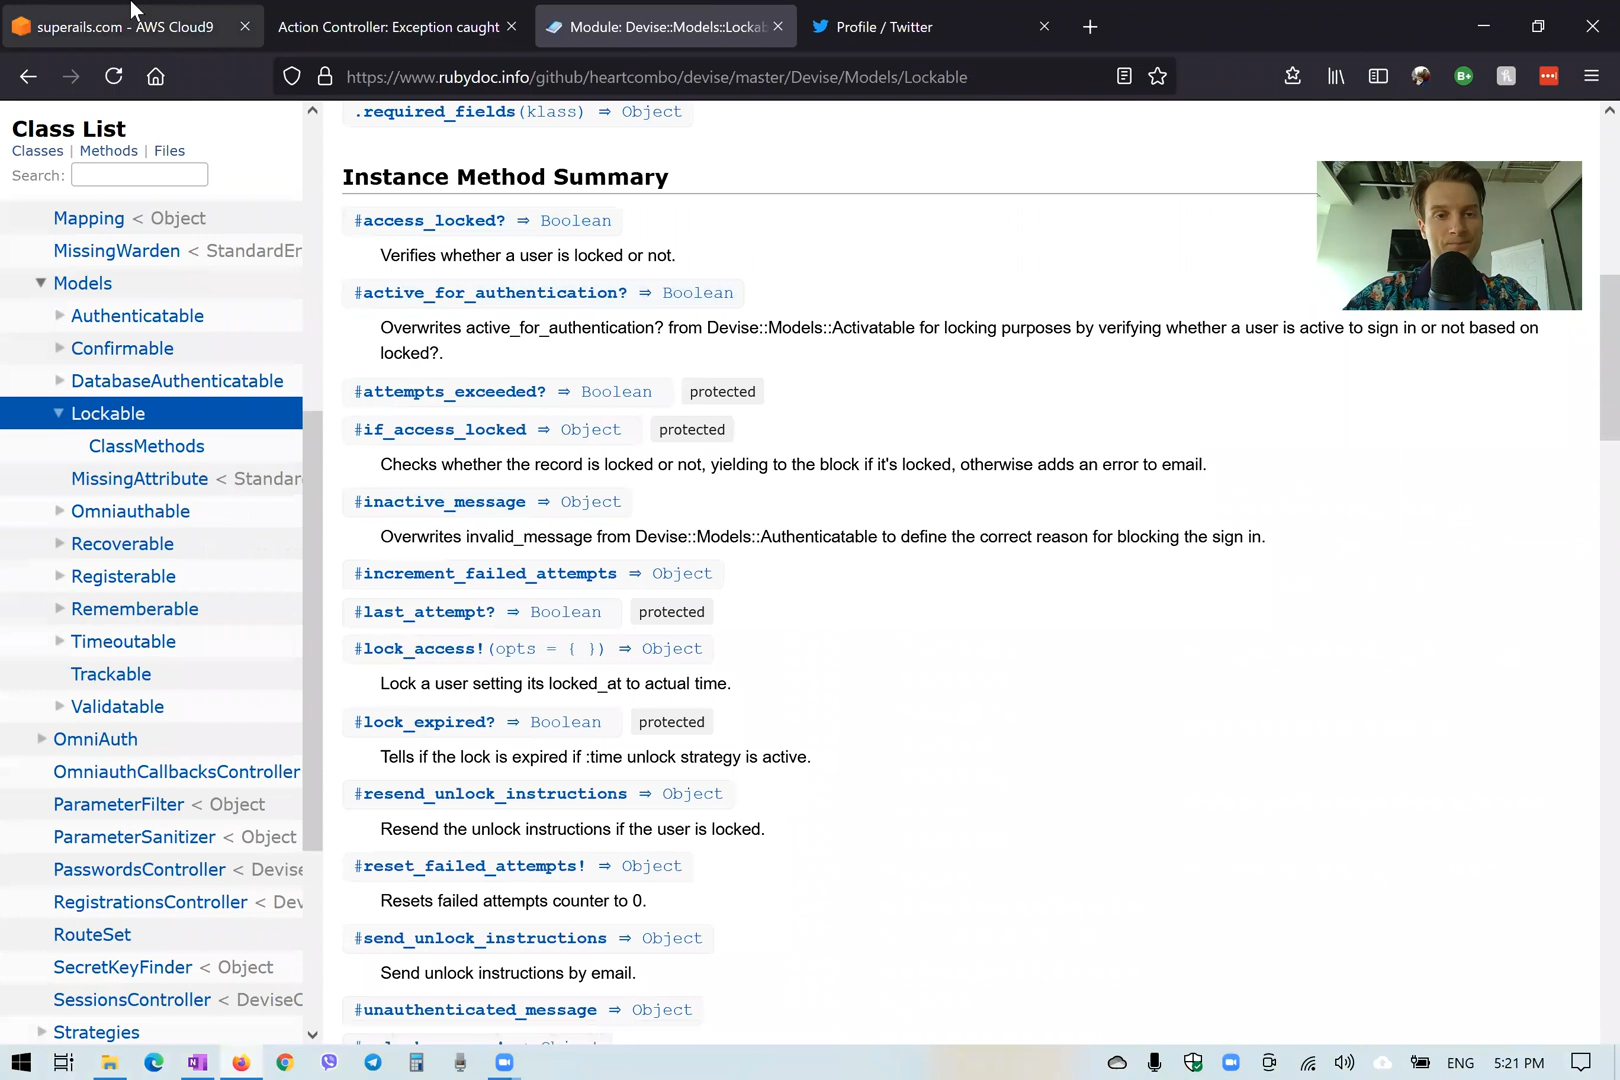 superails.com - AWS Cloud9
Action Controller: Exception caught
Module: Devise::Models::Lockab
Profile / Twitter
https://www.rubydoc.info/github/heartcombo/devise/master/Devise/Models/Lockable
Class List
Classes | Methods | Files
Search:
Mapping < Object
MissingWarden < StandardEr
Models
Authenticatable
Confirmable
DatabaseAuthenticatable
Lockable
ClassMethods
MissingAttribute < Standar
Omniauthable
Recoverable
Registerable
Rememberable
Timeoutable
Trackable
Validatable
OmniAuth
OmniauthCallbacksController
ParameterFilter < Object
ParameterSanitizer < Object
PasswordsController < Devise
RegistrationsController < Dev
RouteSet
SecretKeyFinder < Object
SessionsController < DeviseC
Strategies
.required_fields(klass) ⇒ Object
Instance Method Summary
#access_locked? ⇒ Boolean
Verifies whether a user is locked or not.
#active_for_authentication? ⇒ Boolean
Overwrites active_for_authentication? from Devise::Models::Activatable for locking purposes by verifying whether a user is active to sign in or not based on
locked?.
#attempts_exceeded? ⇒ Boolean protected
#if_access_locked ⇒ Object protected
Checks whether the record is locked or not, yielding to the block if it's locked, otherwise adds an error to email.
#inactive_message ⇒ Object
Overwrites invalid_message from Devise::Models::Authenticatable to define the correct reason for blocking the sign in.
#increment_failed_attempts ⇒ Object
#last_attempt? ⇒ Boolean protected
#lock_access!(opts = { }) ⇒ Object
Lock a user setting its locked_at to actual time.
#lock_expired? ⇒ Boolean protected
Tells if the lock is expired if :time unlock strategy is active.
#resend_unlock_instructions ⇒ Object
Resend the unlock instructions if the user is locked.
#reset_failed_attempts! ⇒ Object
Resets failed attempts counter to 0.
#send_unlock_instructions ⇒ Object
Send unlock instructions by email.
#unauthenticated_message ⇒ Object
ENG
5:21 PM